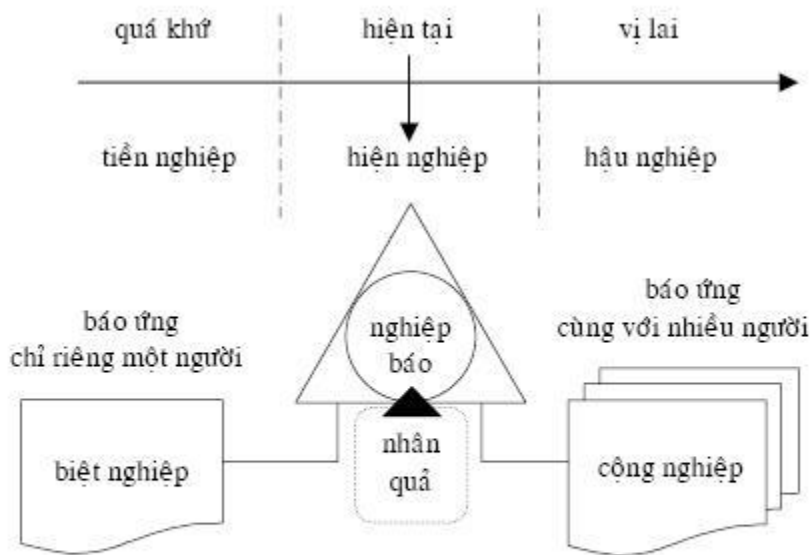 quá khứ
hiện tại
vị lai
tiền nghiệp
hiện nghiệp
hậu nghiệp
báo ứng
chỉ riêng một người
nghiệp
báo
báo ứng
cùng với nhiều người
biệt nghiệp
nhân
quả
cộng nghiệp